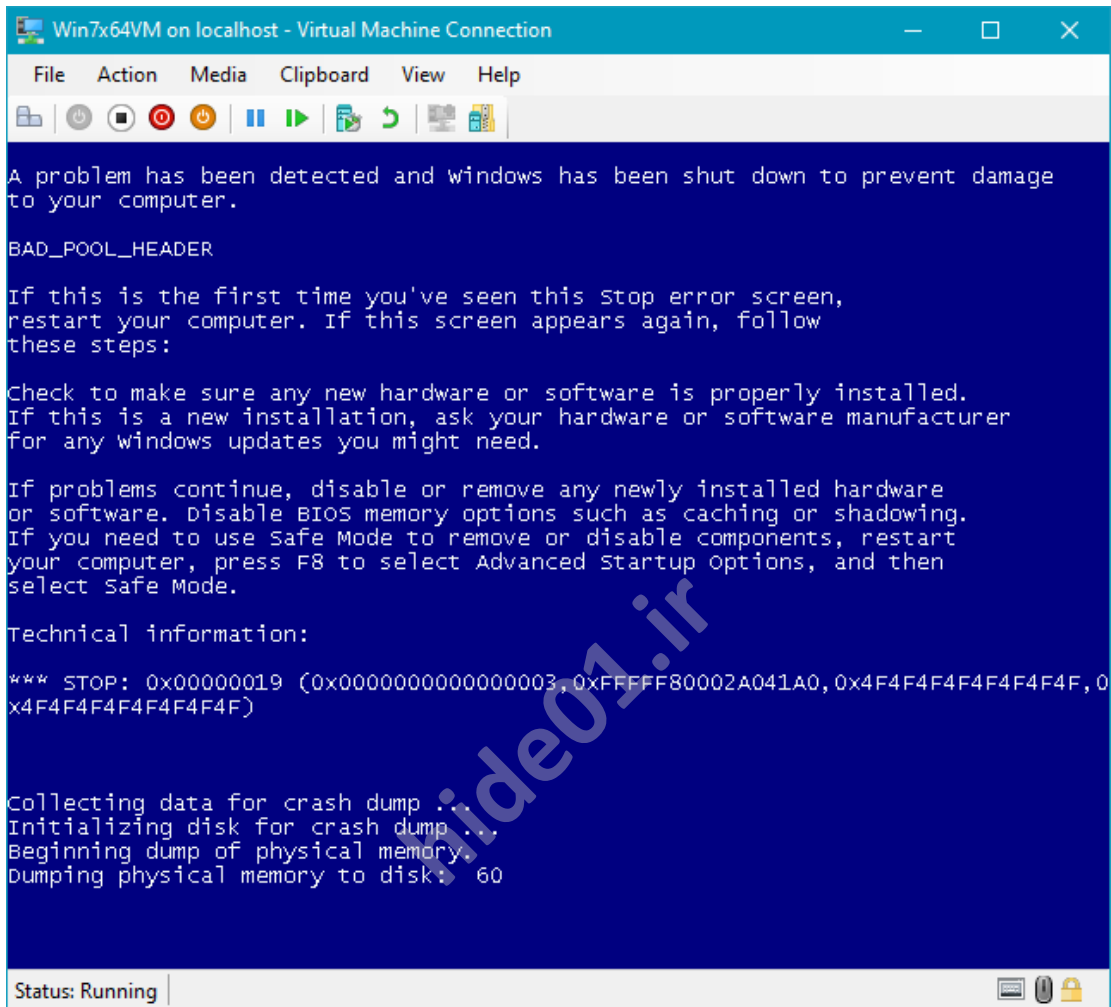 Win7x64VM on localhost - Virtual Machine Connection
File Action Media Clipboard View Help
A problem has been detected and Windows has been shut down to prevent damage
to your computer.
BAD_POOL_HEADER
If this is the first time you've seen this Stop error screen,
restart your computer. If this screen appears again, follow
these steps:
Check to make sure any new hardware or software is properly installed.
If this is a new installation, ask your hardware or software manufacturer
for any Windows updates you might need.
If problems continue, disable or remove any newly installed hardware
or software. Disable BIOS memory options such as caching or shadowing.
If you need to use Safe Mode to remove or disable components, restart
your computer, press F8 to select Advanced Startup Options, and then
select Safe Mode.
Technical information:
*** STOP: 0x00000019 (0x0000000000000003,0xFFFFF80002A041A0,0x4F4F4F4F4F4F4F4F,0
x4F4F4F4F4F4F4F4F)
Collecting data for crash dump ...
Initializing disk for crash dump ...
Beginning dump of physical memory.
Dumping physical memory to disk: 60
hide01.ir
Status: Running